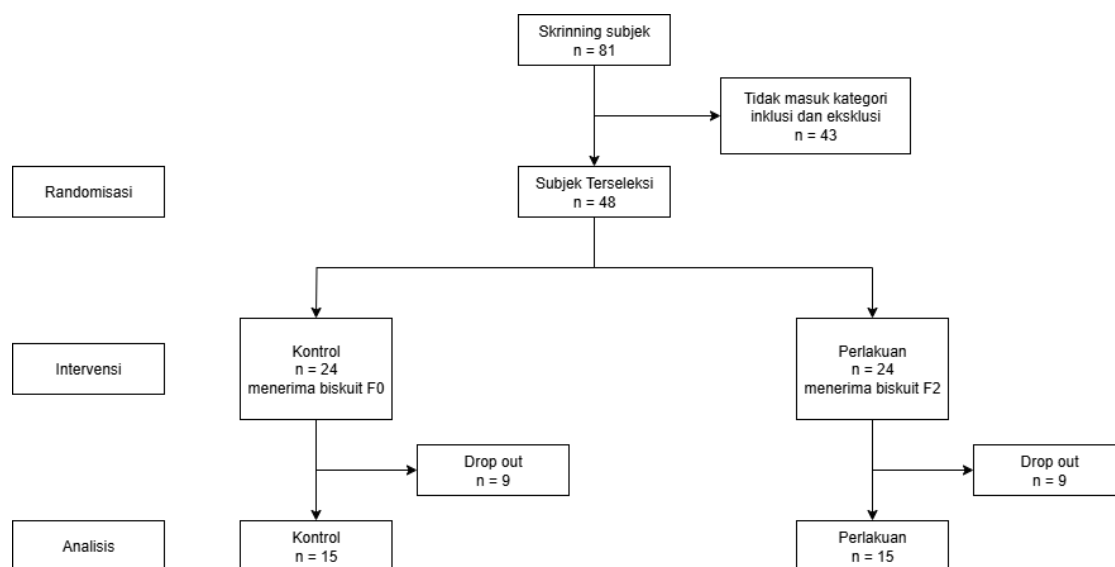 Skrinning subjek
n = 81
Tidak masuk kategori
inklusi dan eksklusi
n = 43
Randomisasi
Subjek Terseleksi
n = 48
Intervensi
Kontrol
n = 24
menerima biskuit F0
Perlakuan
n = 24
menerima biskuit F2
Drop out
n = 9
Drop out
n = 9
Analisis
Kontrol
n = 15
Perlakuan
n = 15